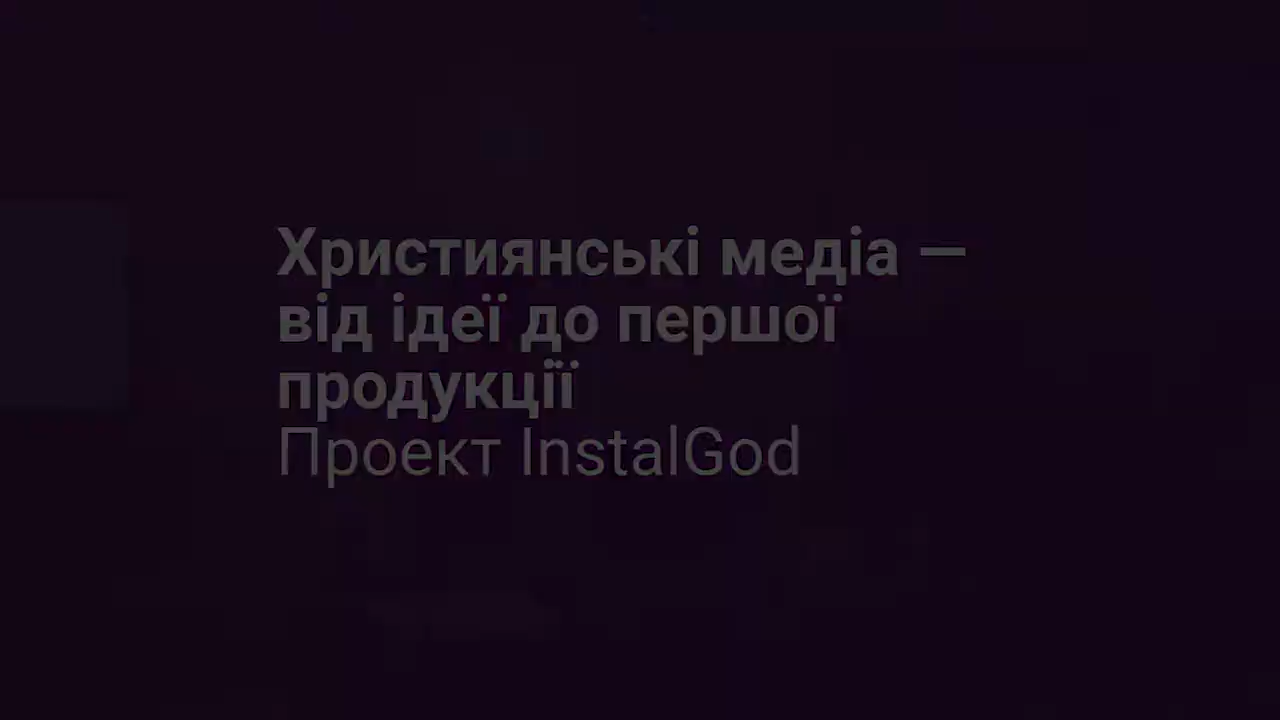 Християнські медіа —
від ідеї до першої
продукції
Проект InstalGod